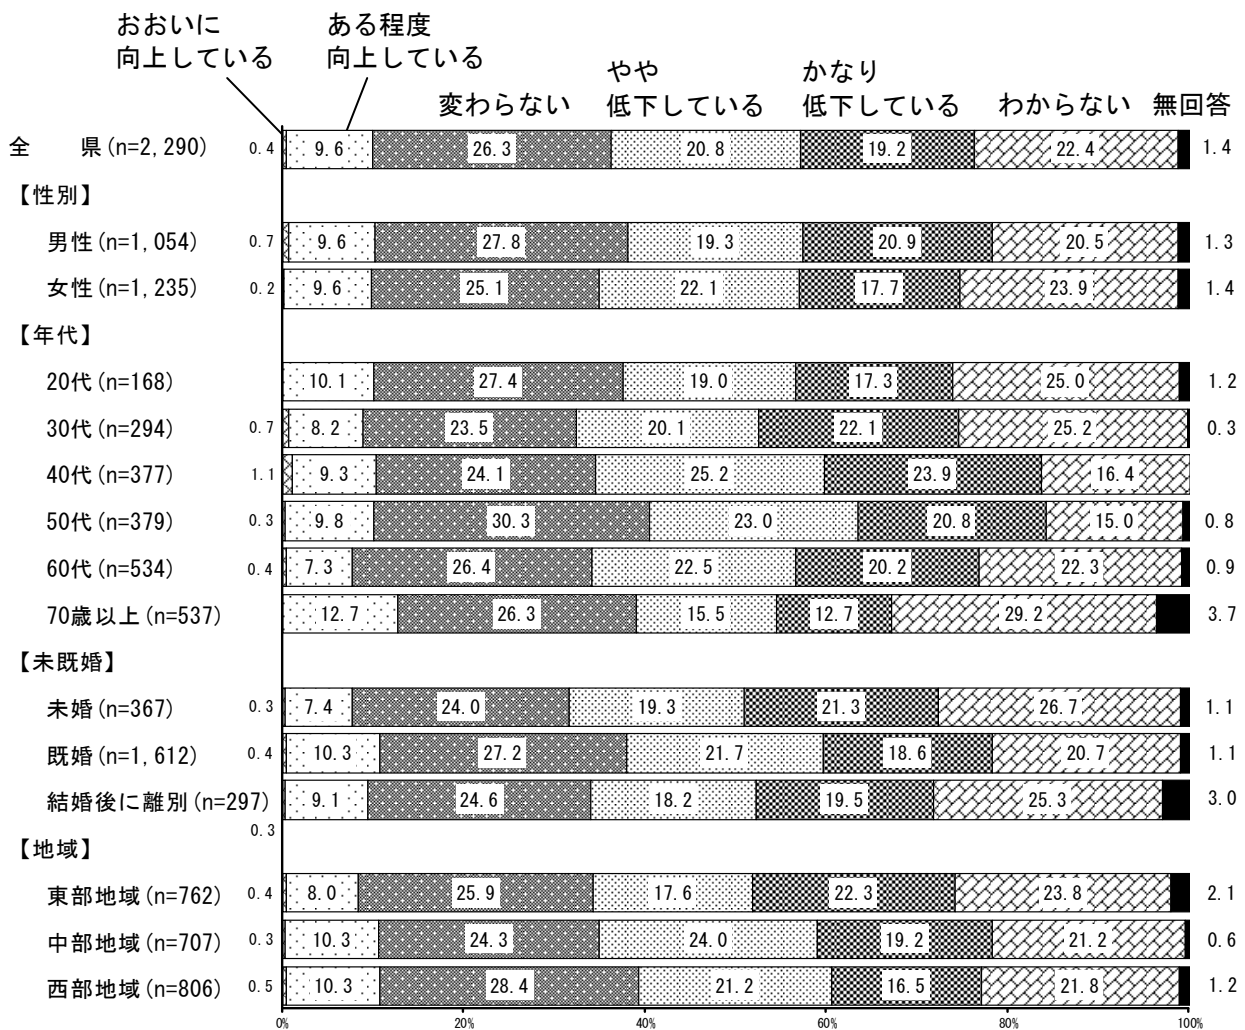 おおいに
向上している
ある程度
向上している
変わらない
やや
低下している
かなり
低下している
わからない
無回答
全　　県(n=2,290) 0.4 9.6 26.3 20.8 19.2 22.4 1.4
【性別】
男性(n=1,054) 0.7 9.6 27.8 19.3 20.9 20.5 1.3
女性(n=1,235) 0.2 9.6 25.1 22.1 17.7 23.9 1.4
【年代】
20代(n=168) 10.1 27.4 19.0 17.3 25.0 1.2
30代(n=294) 0.7 8.2 23.5 20.1 22.1 25.2 0.3
40代(n=377) 1.1 9.3 24.1 25.2 23.9 16.4
50代(n=379) 0.3 9.8 30.3 23.0 20.8 15.0 0.8
60代(n=534) 0.4 7.3 26.4 22.5 20.2 22.3 0.9
70歳以上(n=537) 12.7 26.3 15.5 12.7 29.2 3.7
【未既婚】
未婚(n=367) 0.3 7.4 24.0 19.3 21.3 26.7 1.1
既婚(n=1,612) 0.4 10.3 27.2 21.7 18.6 20.7 1.1
結婚後に離別(n=297) 9.1 24.6 18.2 19.5 25.3 3.0
0.3
【地域】
東部地域(n=762) 0.4 8.0 25.9 17.6 22.3 23.8 2.1
中部地域(n=707) 0.3 10.3 24.3 24.0 19.2 21.2 0.6
西部地域(n=806) 0.5 10.3 28.4 21.2 16.5 21.8 1.2
0% 20% 40% 60% 80% 100%